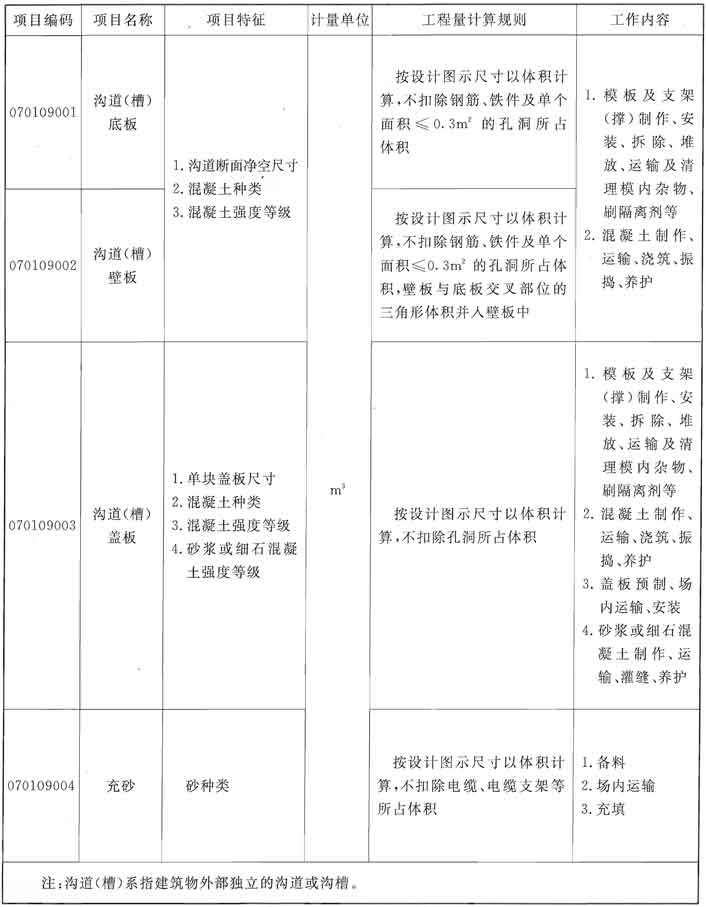 项目编码 项目名称 项目特征 计量单位 工程量计算规则 工作内容
070109001
沟道(槽)
底板
1.沟道断面净空尺寸
2.混凝土种类
3.混凝土强度等级
m³
按设计图示尺寸以体积计
算,不扣除钢筋、铁件及单个
面积≤0.3m²的孔洞所占
体积
1.模板及支架
(撑)制作、安
装、拆除、堆
放、运输及清
理模内杂物、
刷隔离剂等
2.混凝土制作、
运输、浇筑、振
捣、养护
070109002
沟道(槽)
壁板
按设计图示尺寸以体积计
算,不扣除钢筋、铁件及单个
面积≤0.3m²的孔洞所占体
积,壁板与底板交叉部位的
三角形体积并入壁板中
070109003
沟道(槽)
盖板
1.单块盖板尺寸
2.混凝土种类
3.混凝土强度等级
4.砂浆或细石混凝
土强度等级
按设计图示尺寸以体积计
算,不扣除孔洞所占体积
1.模板及支架
(撑)制作、安
装、拆除、堆
放、运输及清
理模内杂物、
刷隔离剂等
2.混凝土制作、
运输、浇筑、振
捣、养护
3.盖板预制、场
内运输、安装
4.砂浆或细石混
凝土制作、运
输、灌缝、养护
070109004
充砂
砂种类
按设计图示尺寸以体积计
算,不扣除电缆、电缆支架等
所占体积
1.备料
2.场内运输
3.充填
注:沟道(槽)系指建筑物外部独立的沟道或沟槽。